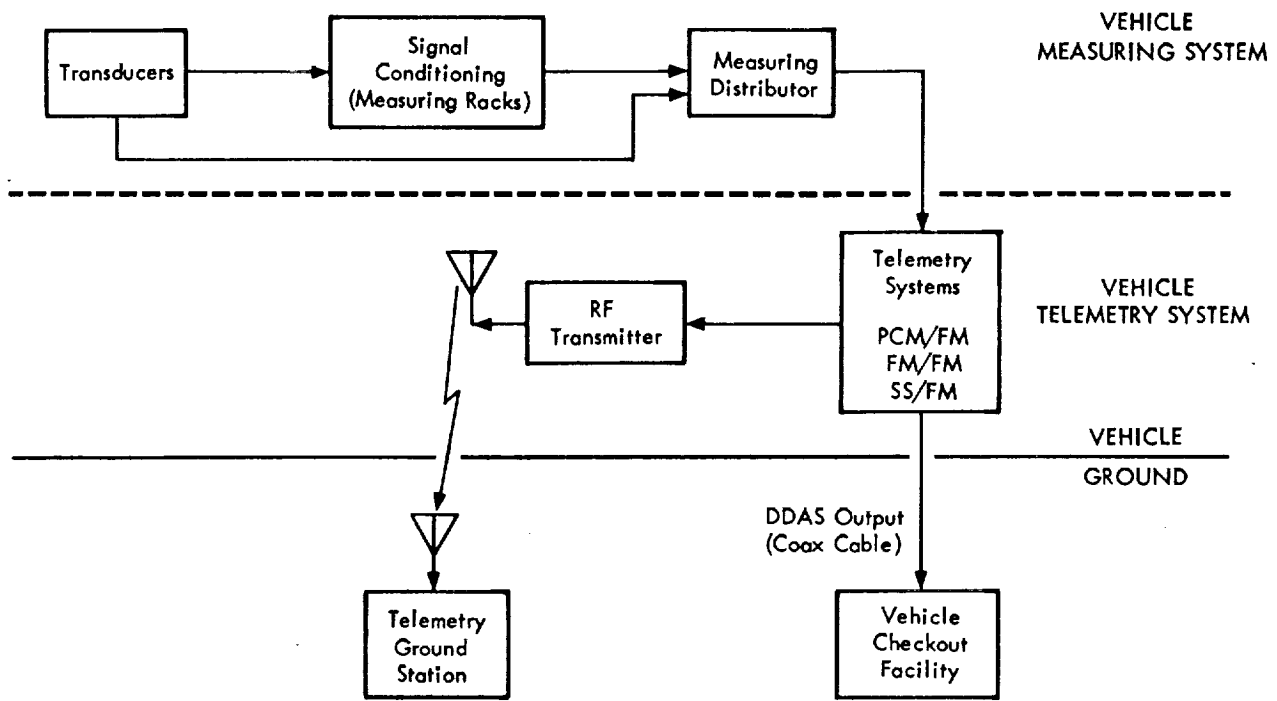 VEHICLE
MEASURING SYSTEM
Transducers
Signal
Conditioning
(Measuring Racks)
Measuring
Distributor
Telemetry
Systems
PCM/FM
FM/FM
SS/FM
RF
Transmitter
VEHICLE
TELEMETRY SYSTEM
VEHICLE
GROUND
DDAS Output
(Coax Cable)
Telemetry
Ground
Station
Vehicle
Checkout
Facility